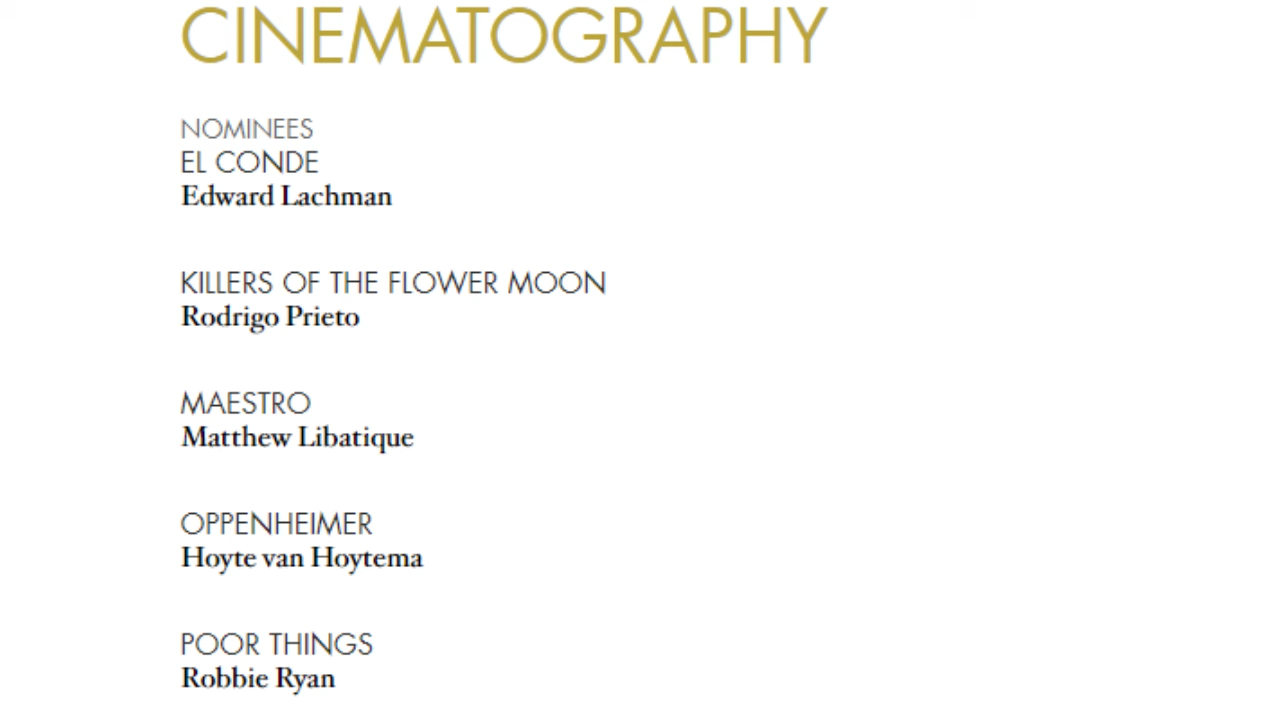 CINEMATOGRAPHY
NOMINEES
EL CONDE
Edward Lachman
KILLERS OF THE FLOWER MOON
Rodrigo Prieto
MAESTRO
Matthew Libatique
OPPENHEIMER
Hoyte van Hoytema
POOR THINGS
Robbie Ryan